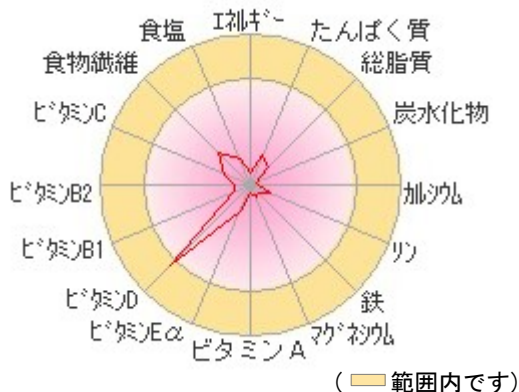 エネルギー
たんぱく質
総脂質
炭水化物
カルシウム
リン
鉄
マグネシウム
ビタミンA
ビタミンEα
ビタミンD
ビタミンB1
ビタミンB2
ビタミンC
食物繊維
食塩
( 範囲内です)